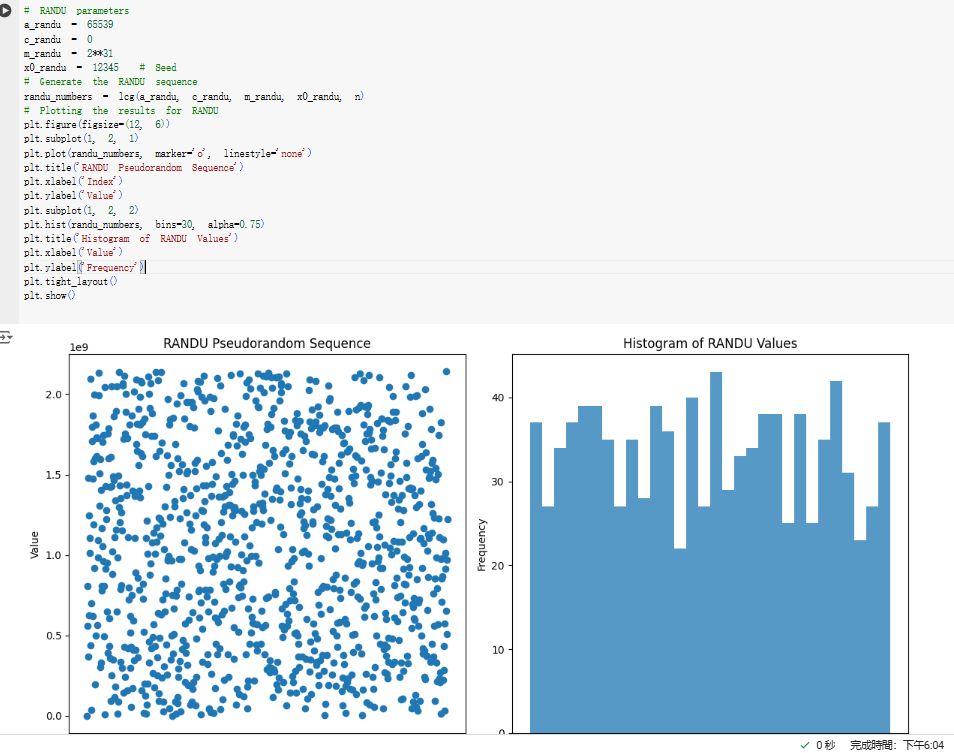 # RANDU parameters
a_randu = 65539
c_randu = 0
m_randu = 2**31
x0_randu = 12345 # Seed
# Generate the RANDU sequence
randu_numbers = lcg(a_randu, c_randu, m_randu, x0_randu, n)
# Plotting the results for RANDU
plt.figure(figsize=(12, 6))
plt.subplot(1, 2, 1)
plt.plot(randu_numbers, marker='o', linestyle='none')
plt.title('RANDU Pseudorandom Sequence')
plt.xlabel('Index')
plt.ylabel('Value')
plt.subplot(1, 2, 2)
plt.hist(randu_numbers, bins=30, alpha=0.75)
plt.title('Histogram of RANDU Values')
plt.xlabel('Value')
plt.ylabel('Frequency')
plt.tight_layout()
plt.show()
RANDU Pseudorandom Sequence
1e9
2.0
1.5
1.0
0.5
0.0
Value
Histogram of RANDU Values
40
30
20
10
0
Frequency
0 秒 完成時間：下午6:04